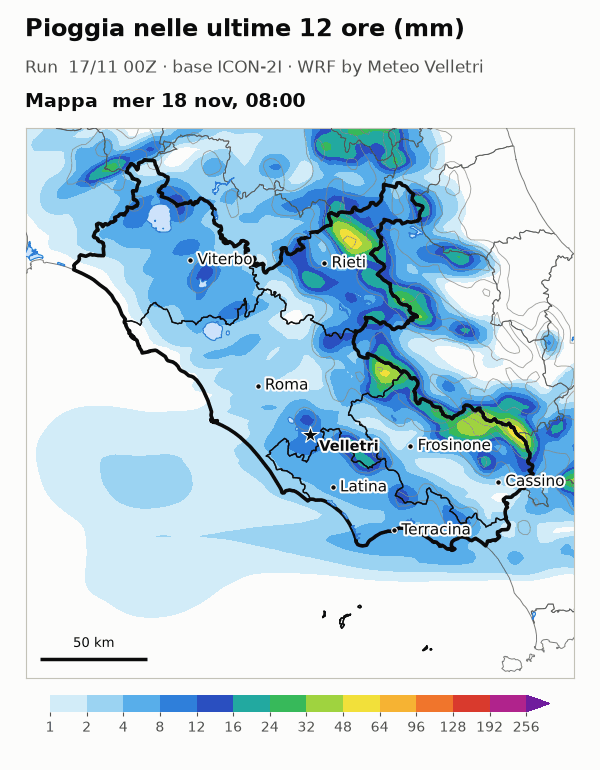 Pioggia nelle ultime 12 ore (mm)
Run  17/11 00Z · base ICON-2I · WRF by Meteo Velletri
Mappa  mer 18 nov, 08:00
Viterbo
Rieti
Roma
Velletri
Frosinone
Cassino
Latina
Terracina
50 km
1 2 4 8 12 16 24 32 48 64 96 128 192 256